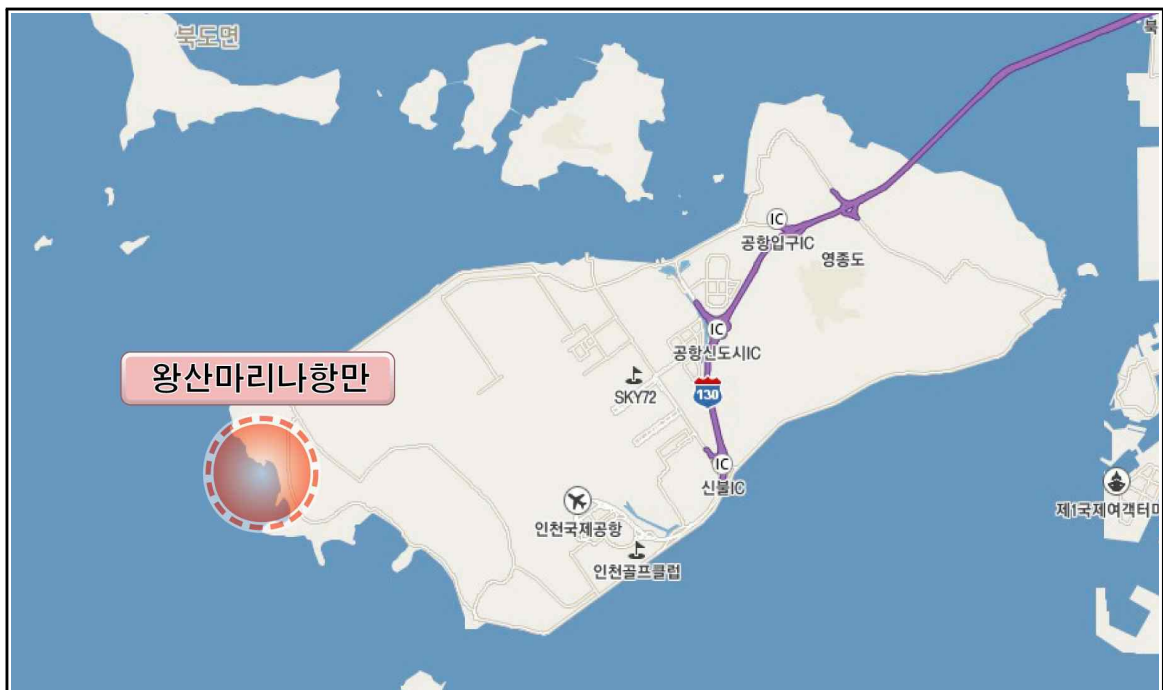 북도면
북
IC
공항입구IC
영종도
IC
공항신도시IC
왕산마리나항만
SKY72
130
IC
신불IC
제1국제여객터미
인천국제공항
인천골프클럽